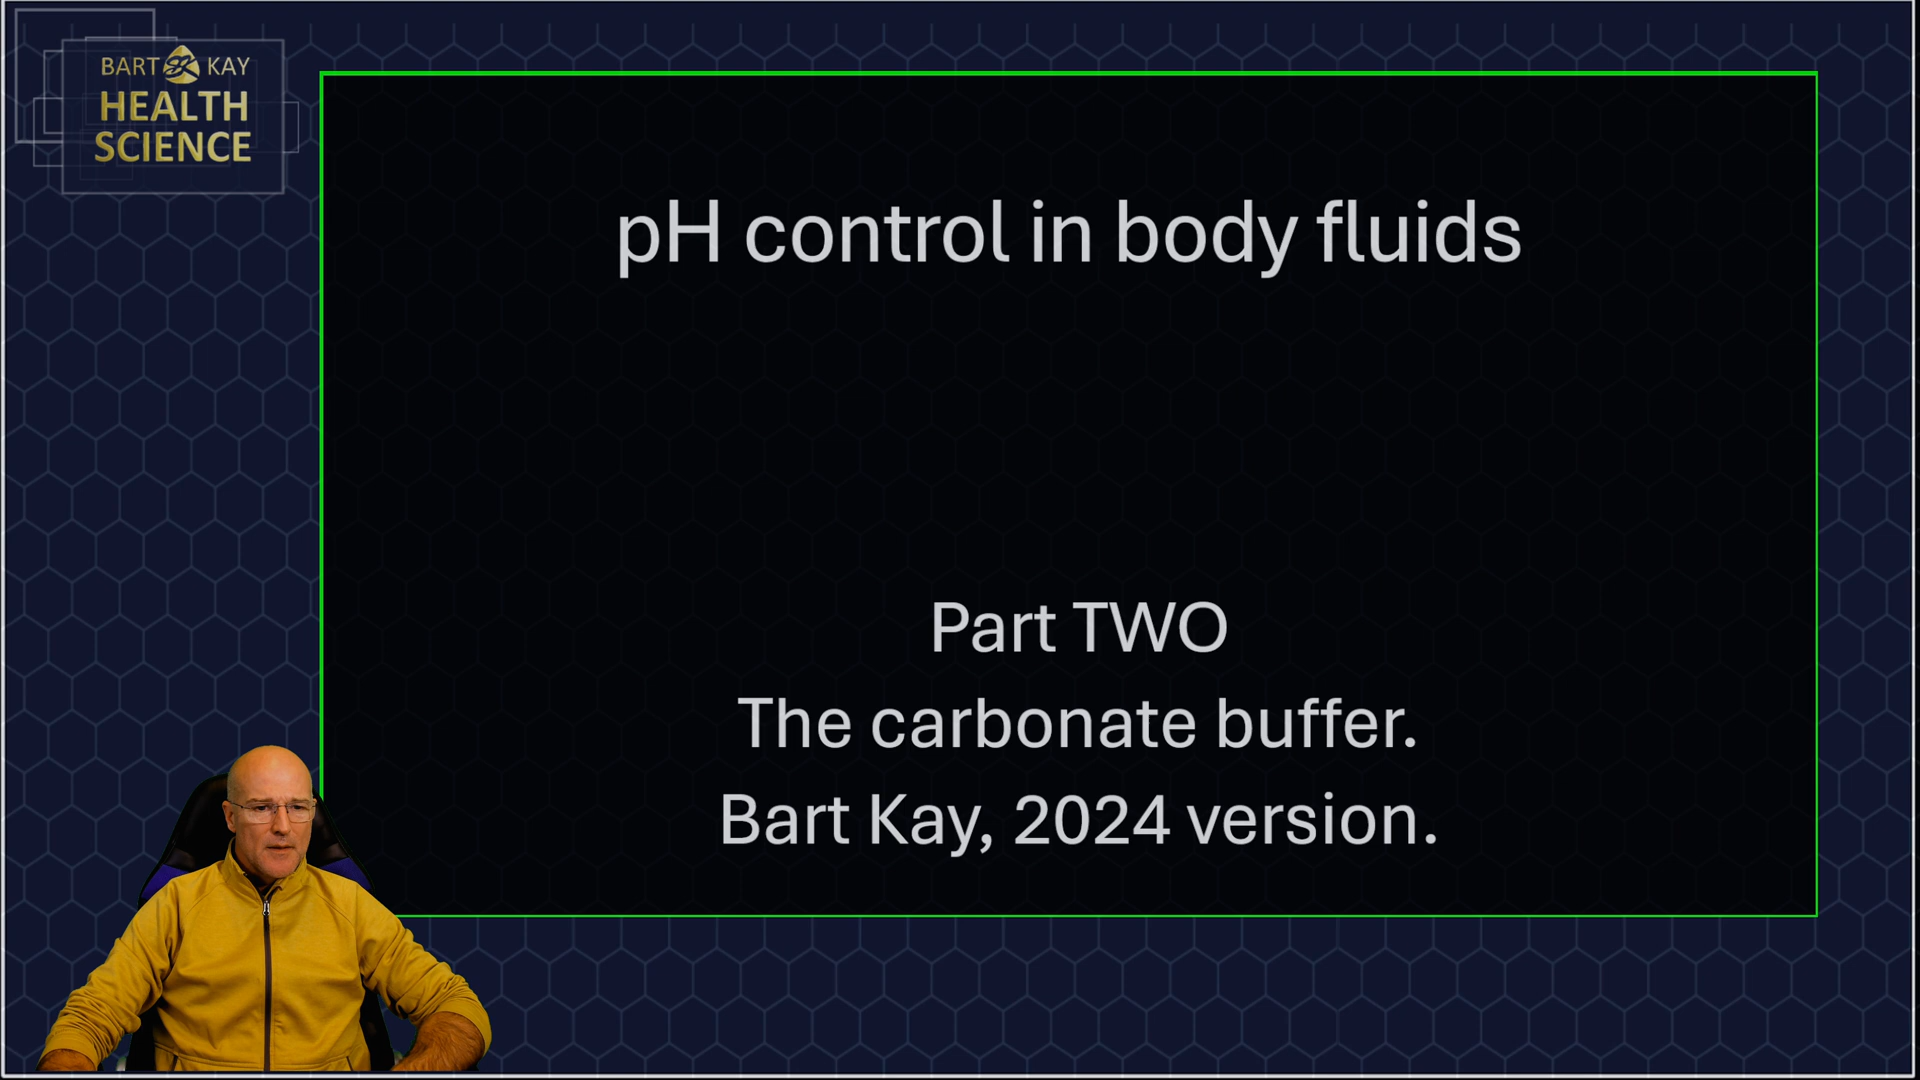 BART KAY
HEALTH
SCIENCE
pH control in body fluids
Part TWO
The carbonate buffer.
Bart Kay, 2024 version.